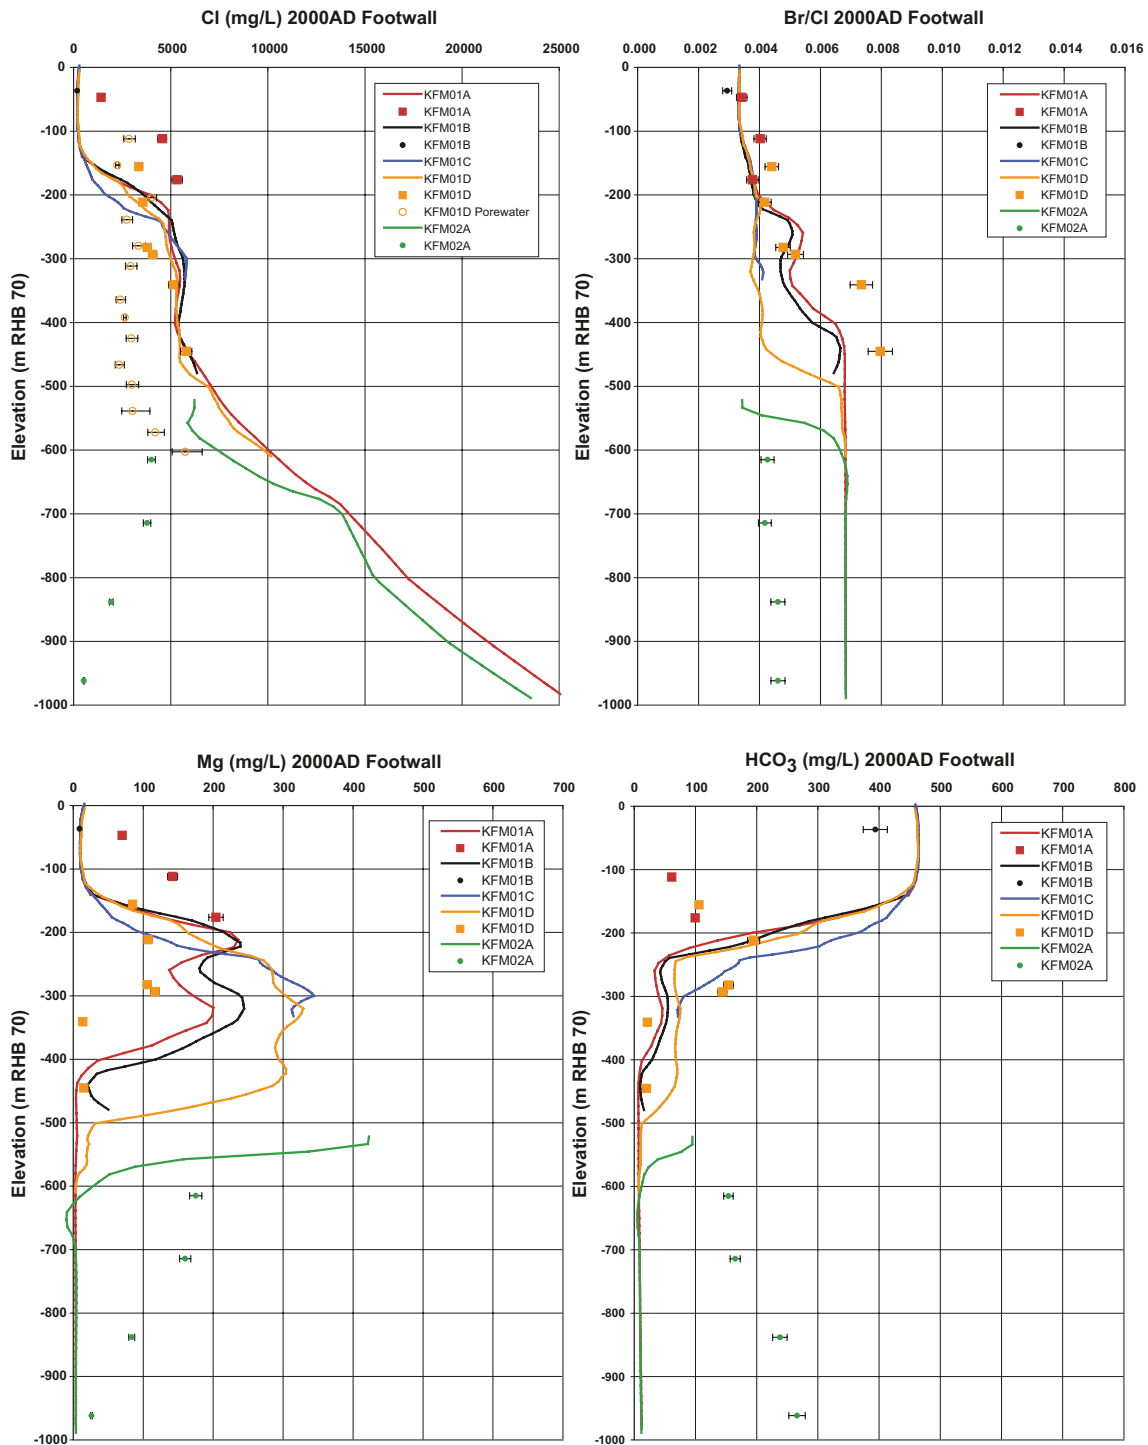 Cl (mg/L) 2000AD Footwall
0 5000 10000 15000 20000 25000
0
-100
-200
-300
-400
-500
-600
-700
-800
-900
-1000
Elevation (m RHB 70)
KFM01A
KFM01A
KFM01B
KFM01B
KFM01C
KFM01D
KFM01D
KFM01D Porewater
KFM02A
KFM02A
Br/Cl 2000AD Footwall
0.000 0.002 0.004 0.006 0.008 0.010 0.012 0.014 0.016
0
-100
-200
-300
-400
-500
-600
-700
-800
-900
-1000
Elevation (m RHB 70)
KFM01A
KFM01A
KFM01B
KFM01B
KFM01C
KFM01D
KFM01D
KFM02A
KFM02A
Mg (mg/L) 2000AD Footwall
0 100 200 300 400 500 600 700
0
-100
-200
-300
-400
-500
-600
-700
-800
-900
-1000
Elevation (m RHB 70)
KFM01A
KFM01A
KFM01B
KFM01B
KFM01C
KFM01D
KFM01D
KFM02A
KFM02A
HCO3 (mg/L) 2000AD Footwall
0 100 200 300 400 500 600 700 800
0
-100
-200
-300
-400
-500
-600
-700
-800
-900
-1000
Elevation (m RHB 70)
KFM01A
KFM01A
KFM01B
KFM01B
KFM01C
KFM01D
KFM01D
KFM02A
KFM02A